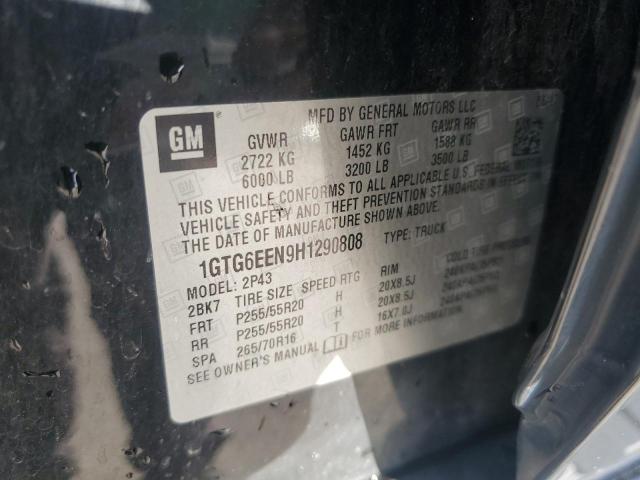 GM
MFD BY GENERAL MOTORS LLC
GVWR GAWR FRT GAWR RR
2722 KG 1452 KG 1588 KG
6000 LB 3200 LB 3500 LB
THIS VEHICLE CONFORMS TO ALL APPLICABLE U.S. FEDERAL MOTOR
VEHICLE SAFETY AND THEFT PREVENTION STANDARDS IN EFFECT ON
THE DATE OF MANUFACTURE SHOWN ABOVE.
1GTG6EEN9H1290808 TYPE: TRUCK
MODEL: 2P43
2BK7 TIRE SIZE SPEED RTG RIM COLD TIRE PRESSURE
FRT P255/55R20 H 20X8.5J
RR P255/55R20 H 20X8.5J
SPA 265/70R16 T 16X7.0J
SEE OWNER'S MANUAL FOR MORE INFORMATION.